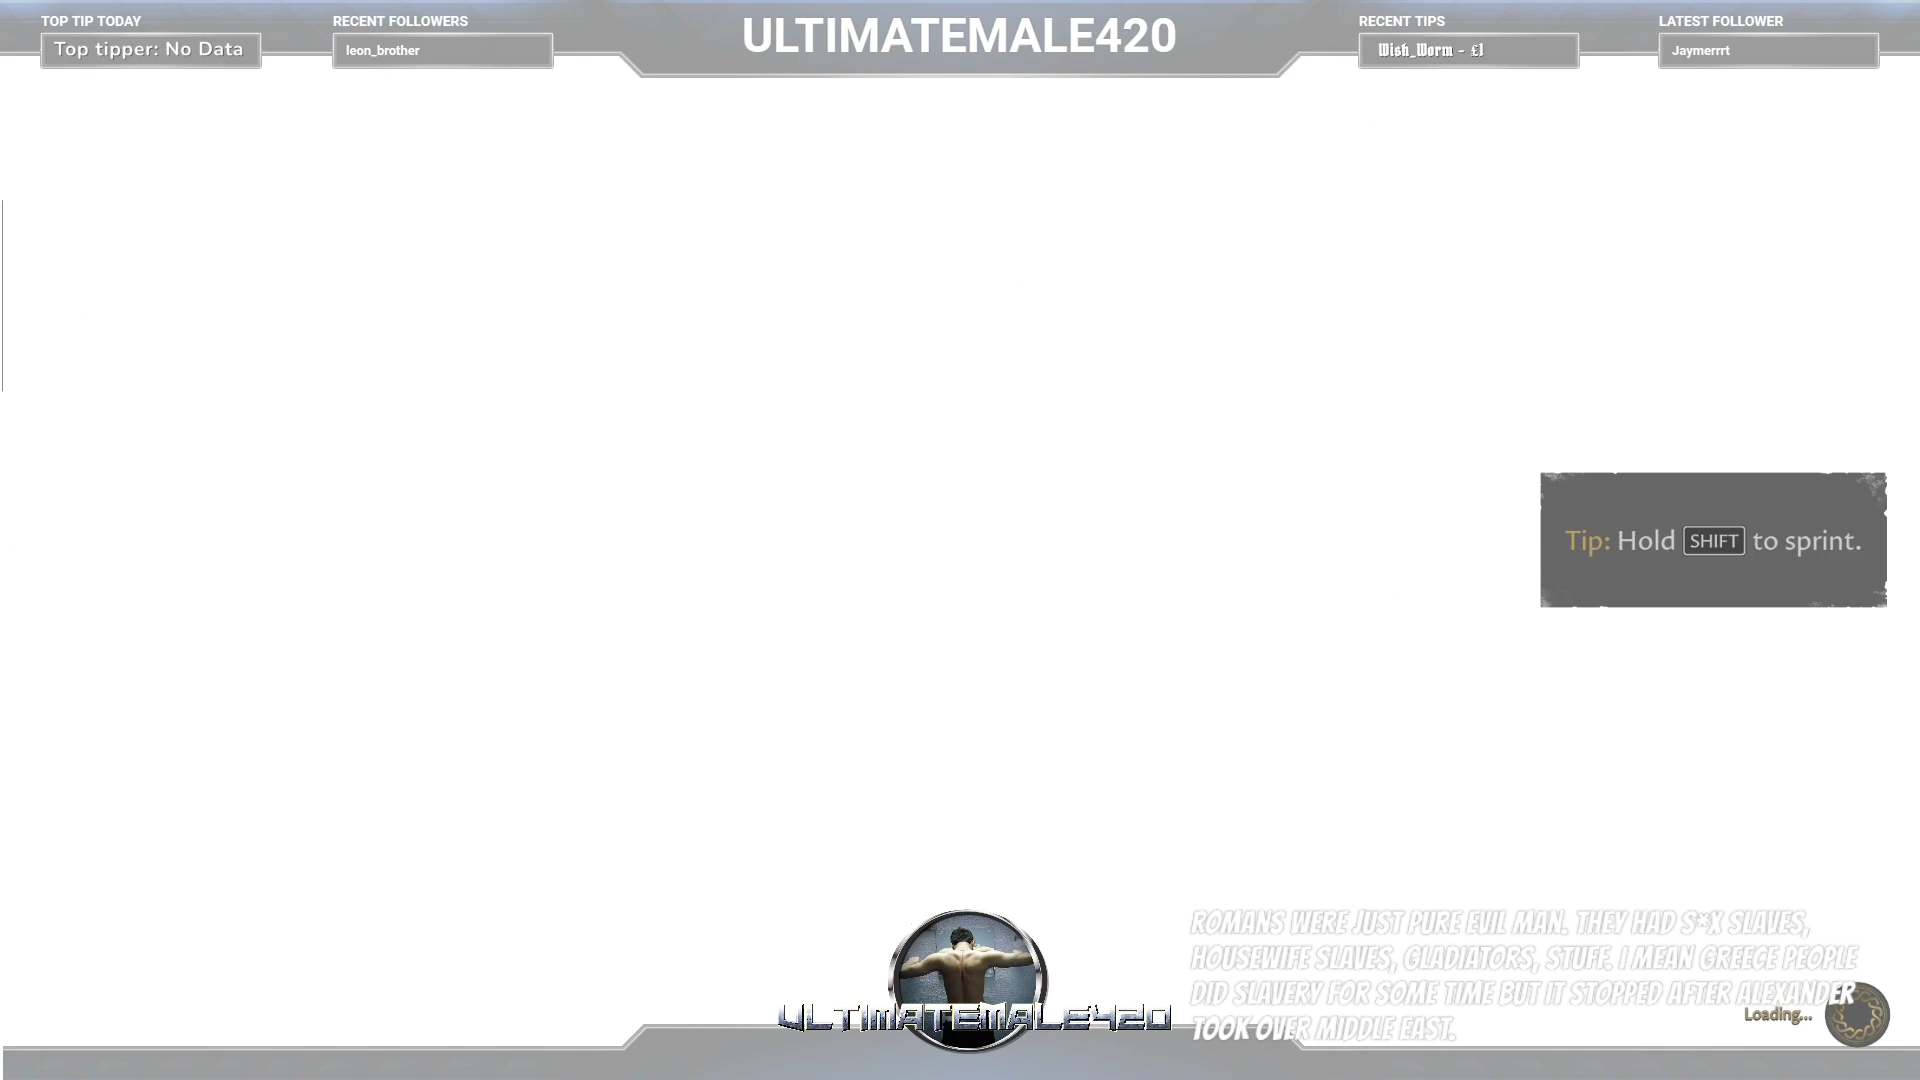 TOP TIP TODAY
Top tipper: No Data
RECENT FOLLOWERS
leon_brother
ULTIMATEMALE420
RECENT TIPS
Wish_Worm - £1
LATEST FOLLOWER
Jaymerrrt
Tip: Hold SHIFT to sprint.
ROMANS WERE JUST PURE EVIL MAN. THEY HAD S*X SLAVES,
HOUSEWIFE SLAVES, GLADIATORS, STUFF. I MEAN GREECE PEOPLE
DID SLAVERY FOR SOME TIME BUT IT STOPPED AFTER ALEXANDER
TOOK OVER MIDDLE EAST.
Loading...
ULTIMATEMALE420